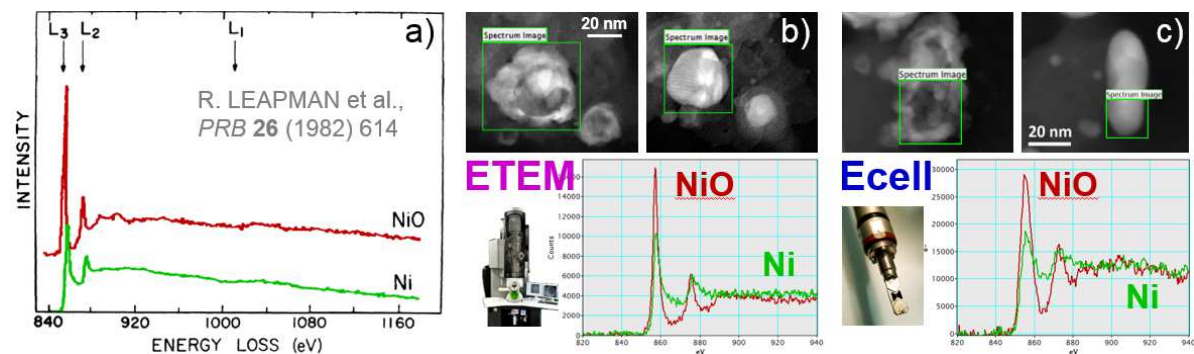 L3 L2 L1 a)
R. LEAPMAN et al.,
PRB 26 (1982) 614
INTENSITY
NiO
Ni
840 920 1000 1080 1160
ENERGY LOSS (eV)
b)
20 nm
Spectrum Image
Spectrum Image
ETEM
NiO
Ni
Counts
16000
14000
12000
10000
8000
6000
4000
2000
0
820 840 860 880 900 920 940
eV
c)
Spectrum Image
Spectrum Image
20 nm
Ecell
NiO
Ni
e-
30000
25000
20000
15000
10000
5000
0
820 840 860 880 900 920 940
eV